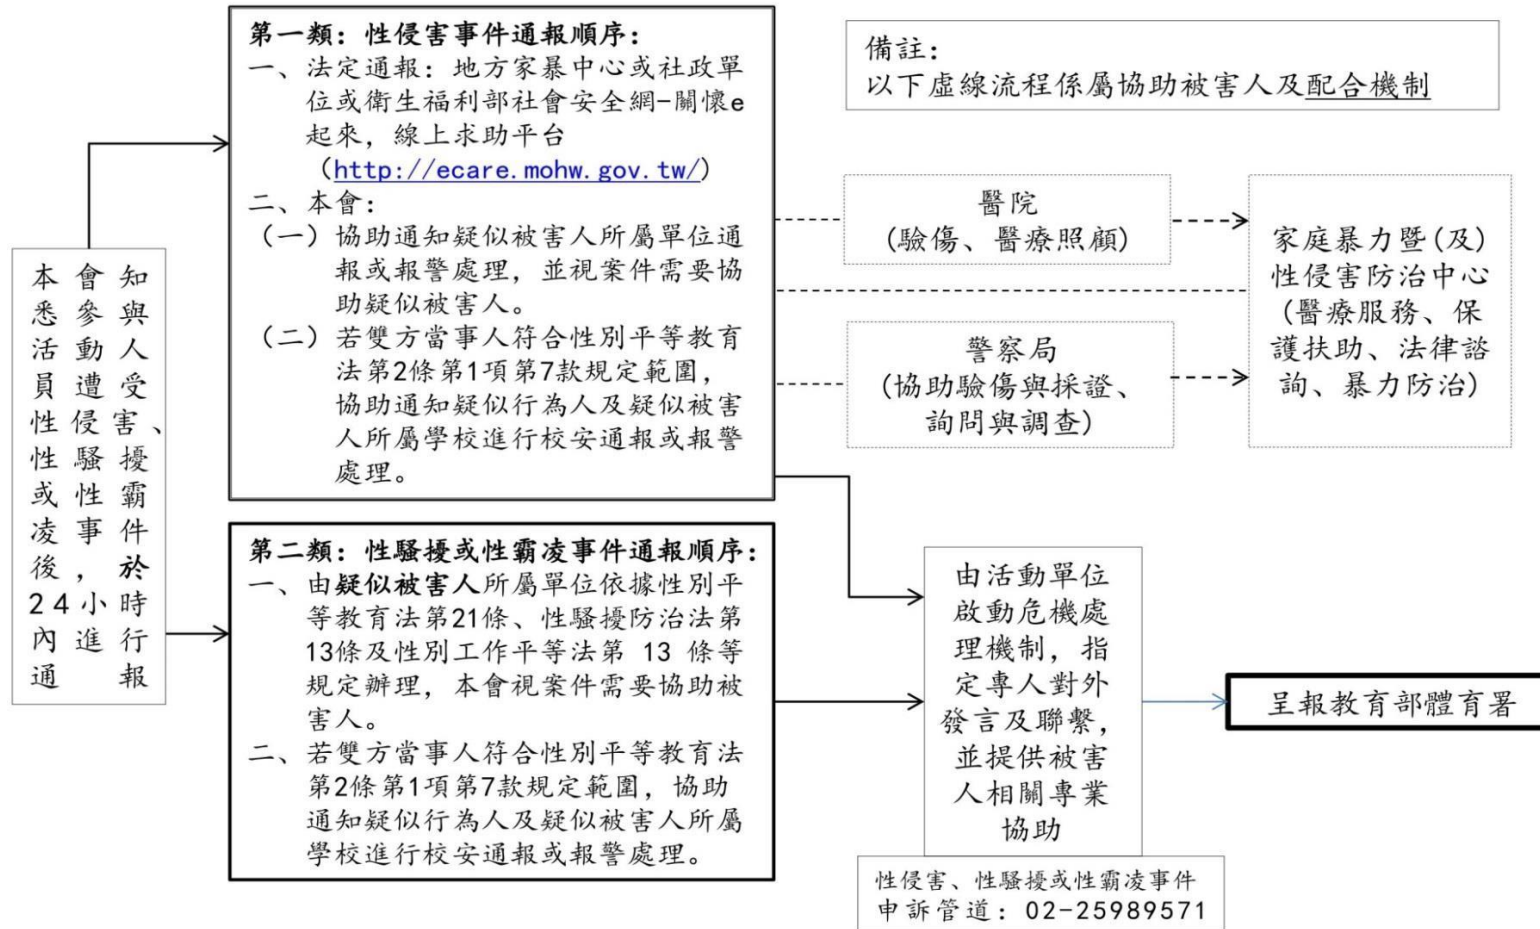 本會知
悉參與
活動人
員遭受
性侵害、
性騷擾
或性霸
凌事件
後，於
24小時
內進行
通報
第一類：性侵害事件通報順序：
一、法定通報：地方家暴中心或社政單
位或衛生福利部社會安全網-關懷e
起來，線上求助平台
（http://ecare.mohw.gov.tw/）
二、本會：
（一）協助通知疑似被害人所屬單位通
報或報警處理，並視案件需要協
助疑似被害人。
（二）若雙方當事人符合性別平等教育
法第2條第1項第7款規定範圍，
協助通知疑似行為人及疑似被害
人所屬學校進行校安通報或報警
處理。
第二類：性騷擾或性霸凌事件通報順序：
一、由疑似被害人所屬單位依據性別平
等教育法第21條、性騷擾防治法第
13條及性別工作平等法第 13 條等
規定辦理，本會視案件需要協助被
害人。
二、若雙方當事人符合性別平等教育法
第2條第1項第7款規定範圍，協助
通知疑似行為人及疑似被害人所屬
學校進行校安通報或報警處理。
備註：
以下虛線流程係屬協助被害人及配合機制
醫院
(驗傷、醫療照顧)
警察局
(協助驗傷與採證、
詢問與調查)
家庭暴力暨(及)
性侵害防治中心
(醫療服務、保
護扶助、法律諮
詢、暴力防治)
由活動單位
啟動危機處
理機制，指
定專人對外
發言及聯繫，
並提供被害
人相關專業
協助
性侵害、性騷擾或性霸凌事件
申訴管道：02-25989571
呈報教育部體育署